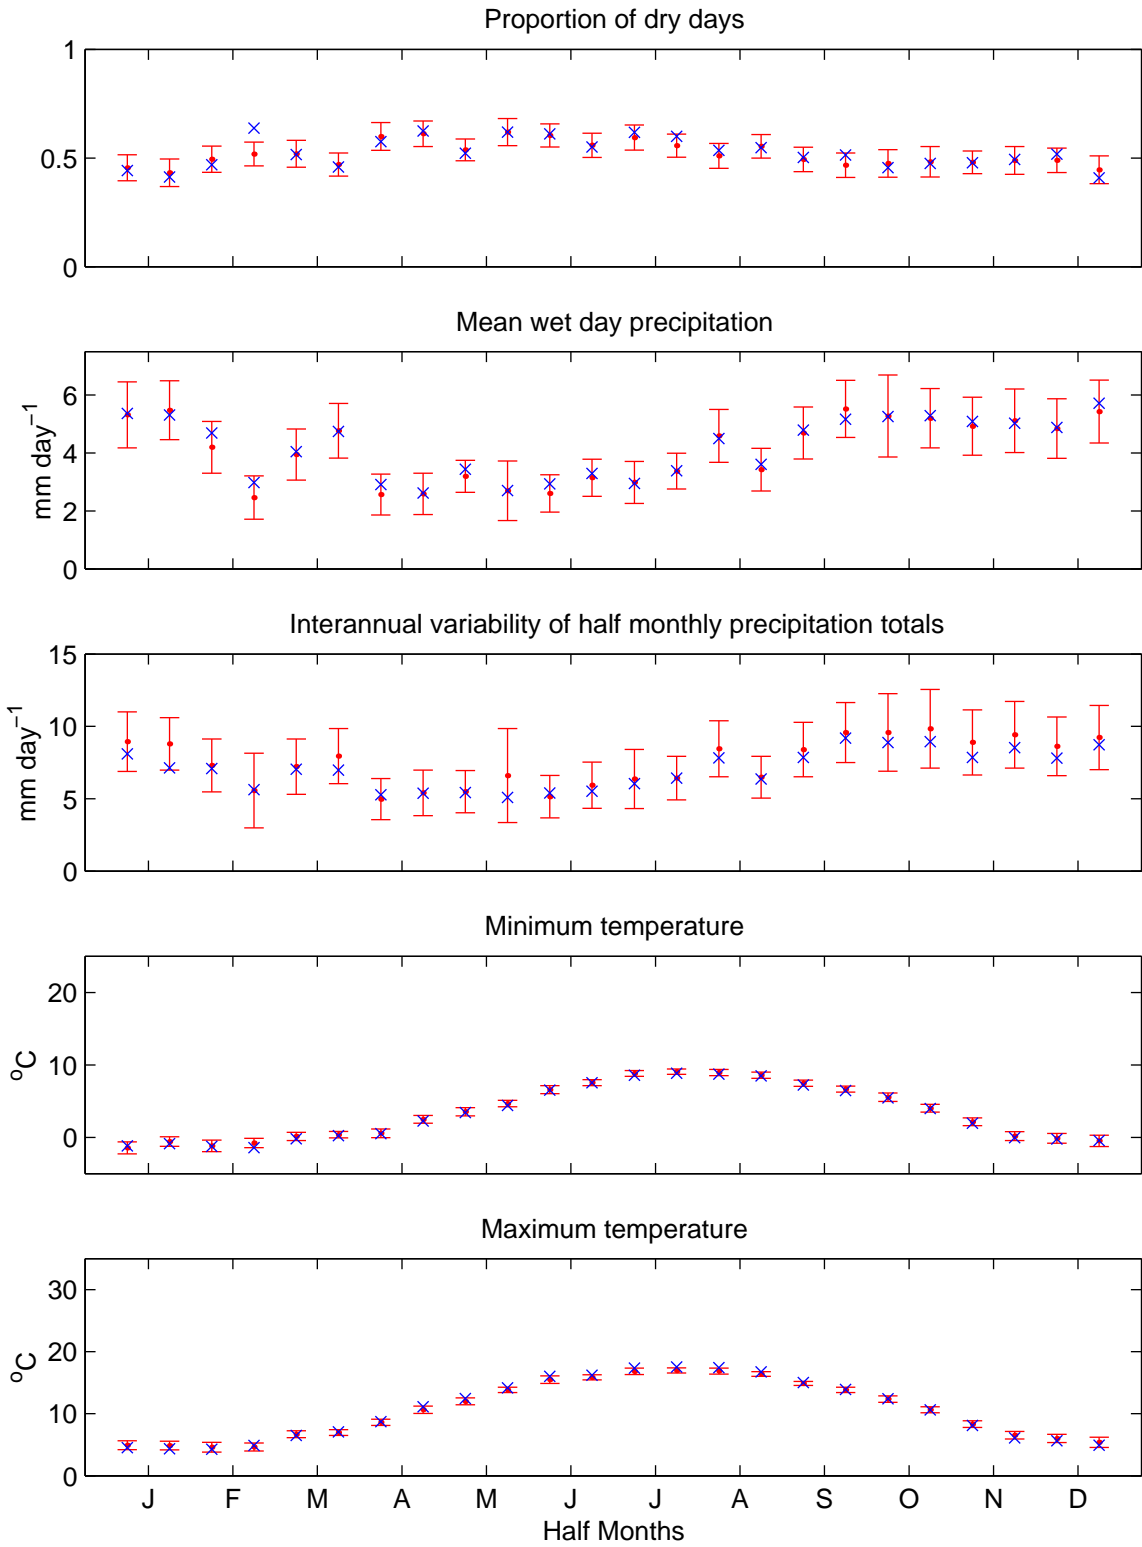 Proportion of dry days
1
0.5
0
Mean wet day precipitation
6
4
2
0
mm day−1
Interannual variability of half monthly precipitation totals
15
10
5
0
mm day−1
Minimum temperature
20
10
0
oC
Maximum temperature
30
20
10
0
oC
J F M A M J J A S O N D
Half Months